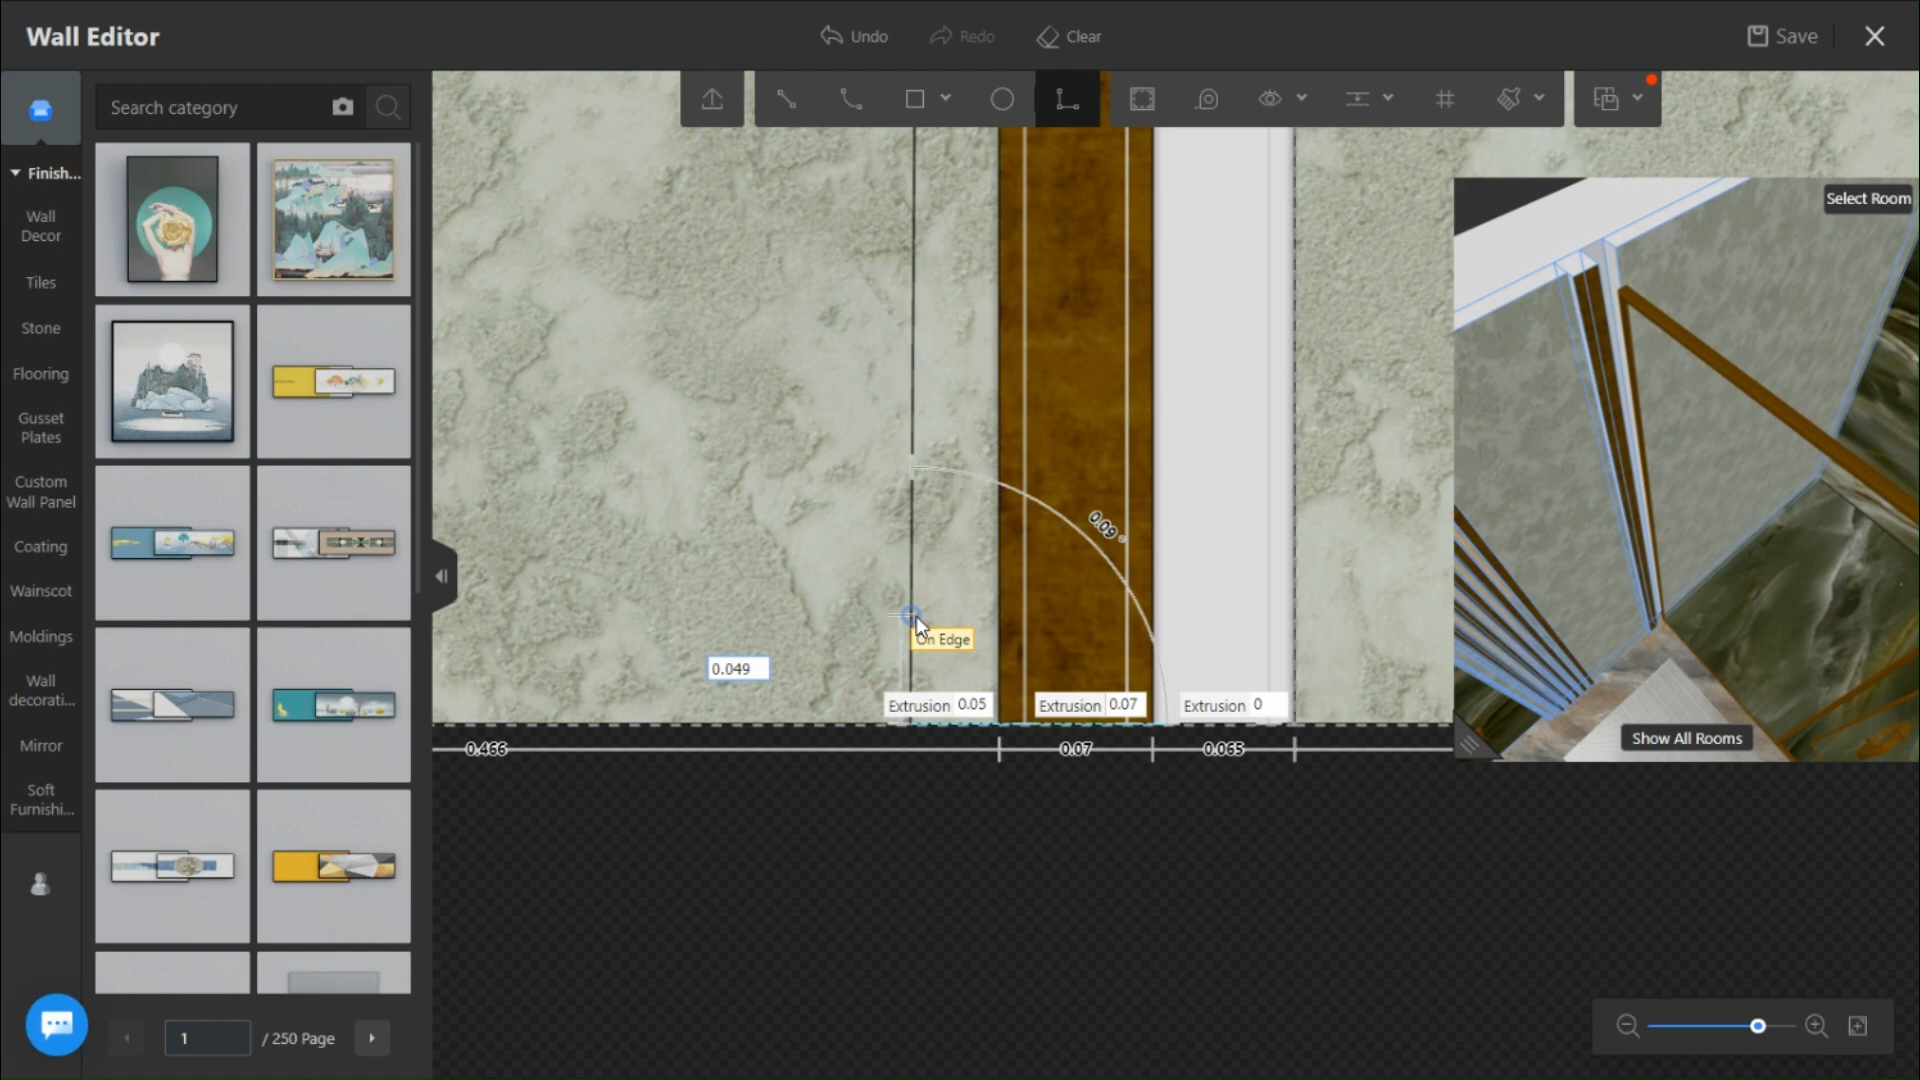 Wall Editor
Undo
Redo
Clear
Save
Search category
Finish...
Wall
Decor
Tiles
Stone
Flooring
Gusset
Plates
Custom
Wall Panel
Coating
Wainscot
Moldings
Wall
decorati...
Mirror
Soft
Furnishi...
1
/ 250 Page
0.09 °
On Edge
0.049
Extrusion 0.05
Extrusion 0.07
Extrusion 0
0.466
0.07
0.065
Select Room
Show All Rooms